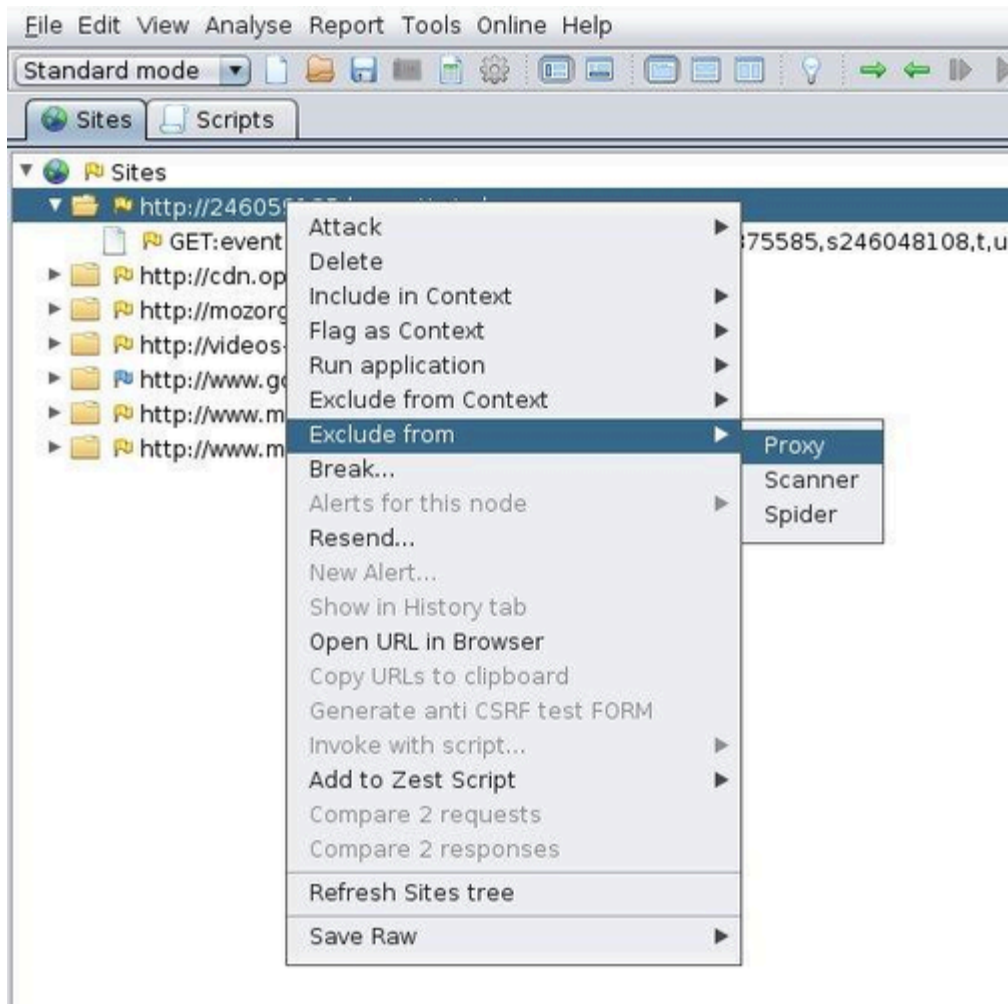 File Edit View Analyse Report Tools Online Help
Standard mode
Sites Scripts
Sites
http://246059
GET:event
375585,s246048108,t,u
http://cdn.op
http://mozorg
http://videos-
http://www.go
http://www.m
http://www.m
Attack
Delete
Include in Context
Flag as Context
Run application
Exclude from Context
Exclude from
Break...
Alerts for this node
Resend...
New Alert...
Show in History tab
Open URL in Browser
Copy URLs to clipboard
Generate anti CSRF test FORM
Invoke with script...
Add to Zest Script
Compare 2 requests
Compare 2 responses
Refresh Sites tree
Save Raw
Proxy
Scanner
Spider